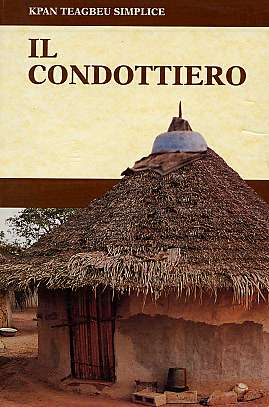 KPAN TEAGBEU SIMPLICE
IL
CONDOTTIERO